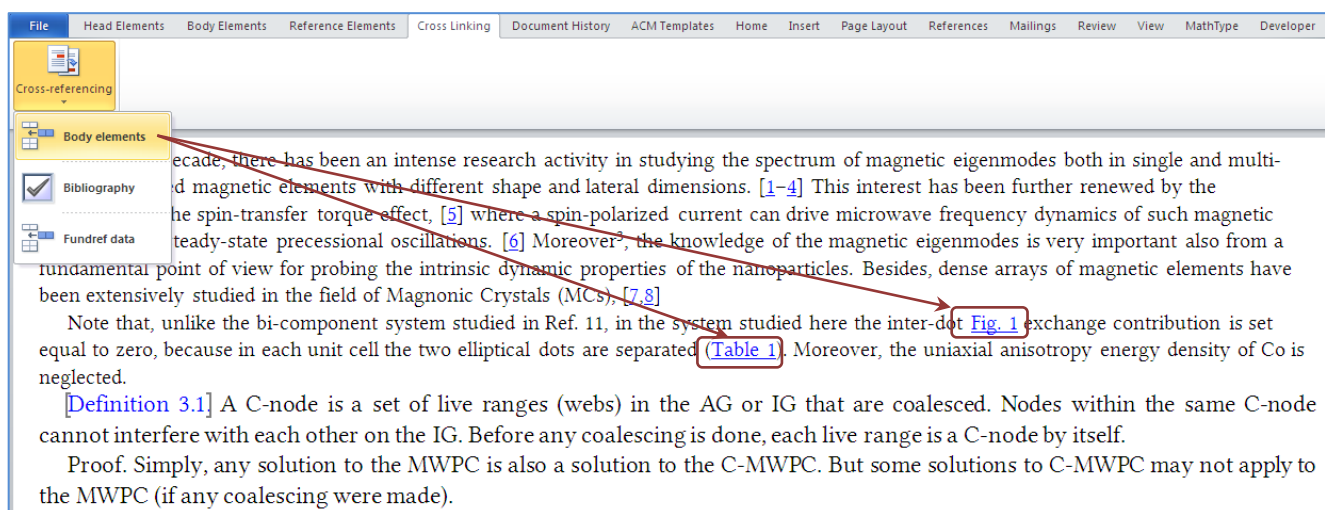 File Head Elements Body Elements Reference Elements Cross Linking Document History ACM Templates Home Insert Page Layout References Mailings Review View MathType Developer
Cross-referencing
Body elements
Bibliography
Fundref data
ecade, there has been an intense research activity in studying the spectrum of magnetic eigenmodes both in single and multi-
d magnetic elements with different shape and lateral dimensions. [1–4] This interest has been further renewed by the
he spin-transfer torque effect, [5] where a spin-polarized current can drive microwave frequency dynamics of such magnetic
teady-state precessional oscillations. [6] Moreover, the knowledge of the magnetic eigenmodes is very important also from a
fundamental point of view for probing the intrinsic dynamic properties of the nanoparticles. Besides, dense arrays of magnetic elements have
been extensively studied in the field of Magnonic Crystals (MCs), [7,8]
Note that, unlike the bi-component system studied in Ref. 11, in the system studied here the inter-dot Fig. 1 exchange contribution is set
equal to zero, because in each unit cell the two elliptical dots are separated (Table 1). Moreover, the uniaxial anisotropy energy density of Co is
neglected.
[Definition 3.1] A C-node is a set of live ranges (webs) in the AG or IG that are coalesced. Nodes within the same C-node
cannot interfere with each other on the IG. Before any coalescing is done, each live range is a C-node by itself.
Proof. Simply, any solution to the MWPC is also a solution to the C-MWPC. But some solutions to C-MWPC may not apply to
the MWPC (if any coalescing were made).